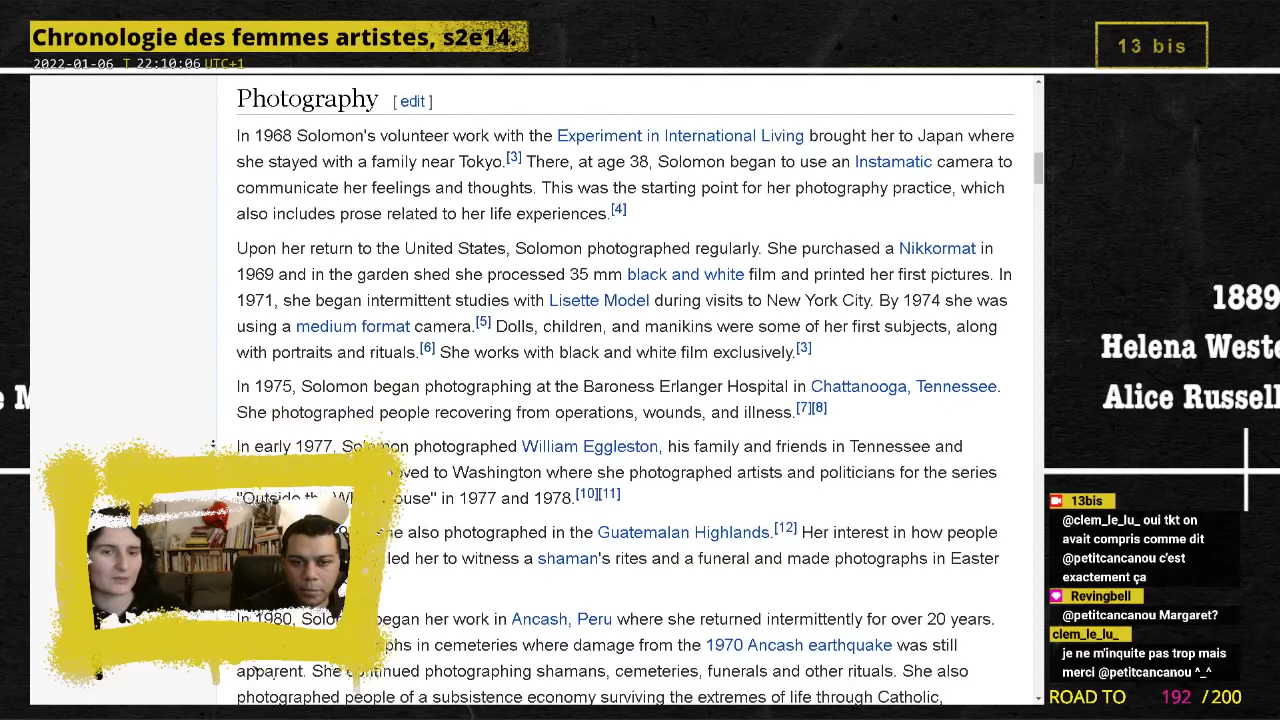 Chronologie des femmes artistes, s2e14.
2022-01-06 T 22:10:06 UTC+1
13 bis
Photography [ edit ]
In 1968 Solomon's volunteer work with the Experiment in International Living brought her to Japan where
she stayed with a family near Tokyo.[3] There, at age 38, Solomon began to use an Instamatic camera to
communicate her feelings and thoughts. This was the starting point for her photography practice, which
also includes prose related to her life experiences.[4]
Upon her return to the United States, Solomon photographed regularly. She purchased a Nikkormat in
1969 and in the garden shed she processed 35 mm black and white film and printed her first pictures. In
1971, she began intermittent studies with Lisette Model during visits to New York City. By 1974 she was
using a medium format camera.[5] Dolls, children, and manikins were some of her first subjects, along
with portraits and rituals.[6] She works with black and white film exclusively.[3]
In 1975, Solomon began photographing at the Baroness Erlanger Hospital in Chattanooga, Tennessee.
She photographed people recovering from operations, wounds, and illness.[7][8]
In early 1977, Solomon photographed William Eggleston, his family and friends in Tennessee and
oved to Washington where she photographed artists and politicians for the series
"Outside the White House" in 1977 and 1978.[10][11]
he also photographed in the Guatemalan Highlands.[12] Her interest in how people
led her to witness a shaman's rites and a funeral and made photographs in Easter
In 1980, Solo began her work in Ancash, Peru where she returned intermittently for over 20 years.
phs in cemeteries where damage from the 1970 Ancash earthquake was still
apparent. She continued photographing shamans, cemeteries, funerals and other rituals. She also
photographed people of a subsistence economy surviving the extremes of life through Catholic,
e M
1889
Helena Weste
Alice Russell
13bis
@clem_le_lu_ oui tkt on
avait compris comme dit
@petitcancanou c'est
exactement ça
Revingbell
@petitcancanou Margaret?
clem_le_lu_
je ne m'inquite pas trop mais
merci @petitcancanou ^_^
ROAD TO 192 / 200